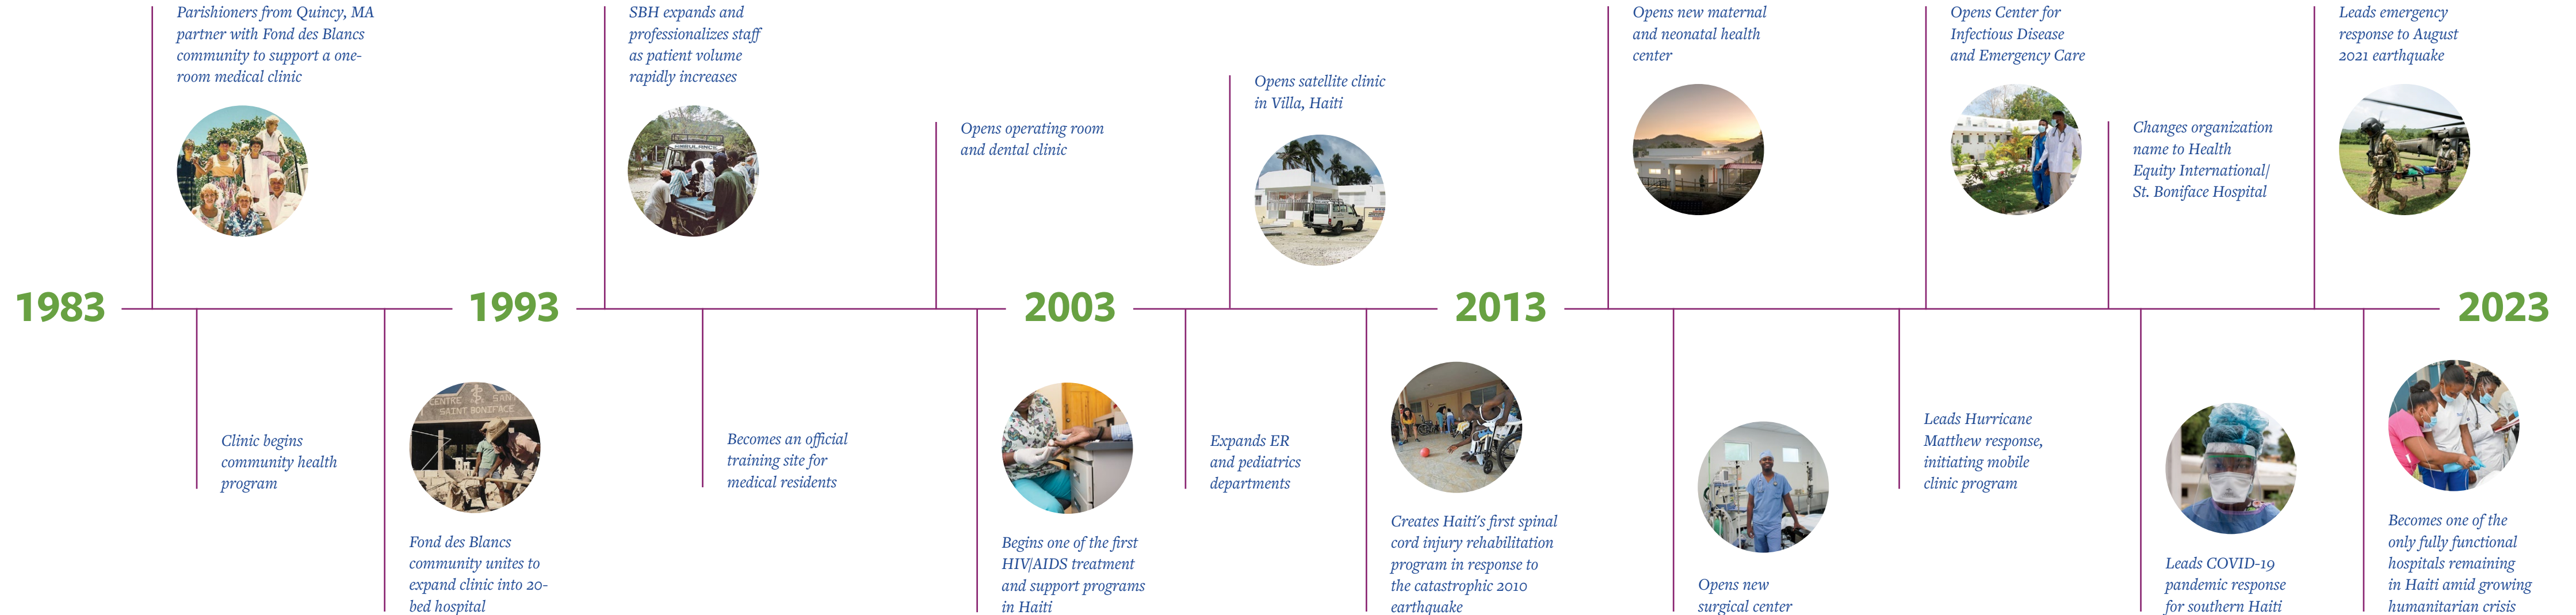 Parishioners from Quincy, MA
partner with Fond des Blancs
community to support a one-
room medical clinic
SBH expands and
professionalizes staff
as patient volume
rapidly increases
AMBULANCE
Opens operating room
and dental clinic
Opens satellite clinic
in Villa, Haiti
Opens new maternal
and neonatal health
center
Opens Center for
Infectious Disease
and Emergency Care
Changes organization
name to Health
Equity International/
St. Boniface Hospital
Leads emergency
response to August
2021 earthquake
1983
1993
2003
2013
2023
Clinic begins
community health
program
CENTRE SAN
SAINT BONIFACE
Fond des Blancs
community unites to
expand clinic into 20-
bed hospital
Becomes an official
training site for
medical residents
Begins one of the first
HIV/AIDS treatment
and support programs
in Haiti
Expands ER
and pediatrics
departments
Creates Haiti's first spinal
cord injury rehabilitation
program in response to
the catastrophic 2010
earthquake
Opens new
surgical center
Leads Hurricane
Matthew response,
initiating mobile
clinic program
Leads COVID-19
pandemic response
for southern Haiti
Becomes one of the
only fully functional
hospitals remaining
in Haiti amid growing
humanitarian crisis